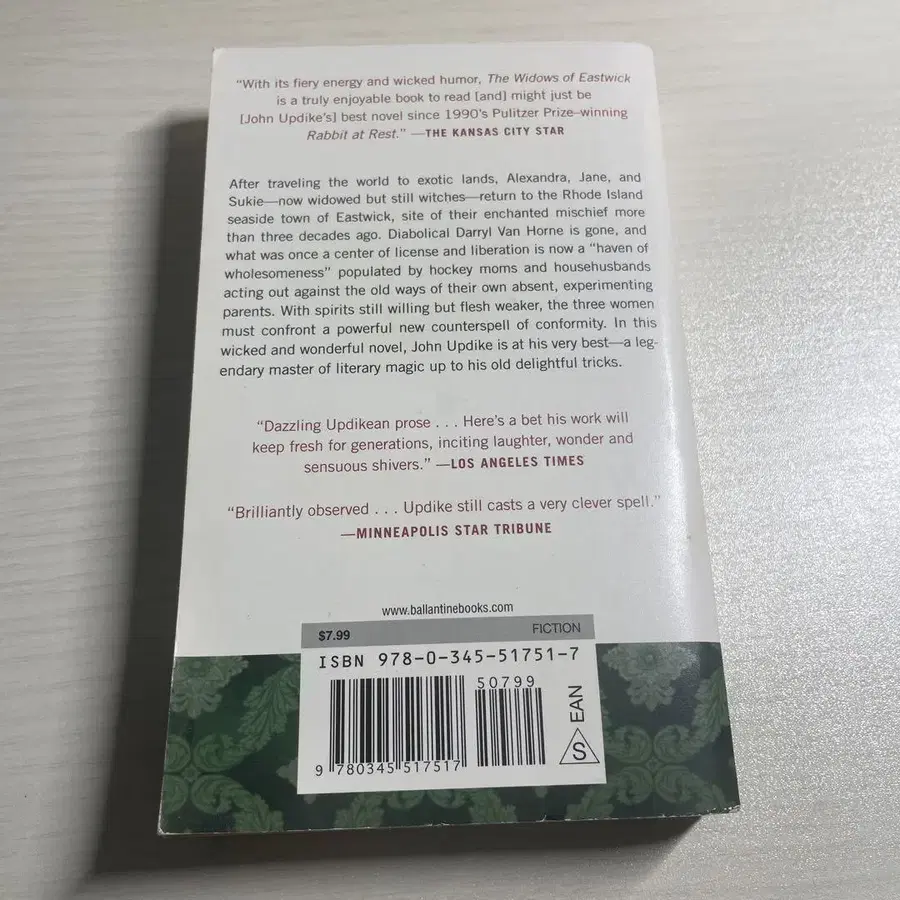 “With its fiery energy and wicked humor, The Widows of Eastwick
is a truly enjoyable book to read [and] might just be
[John Updike's] best novel since 1990's Pulitzer Prize–winning
Rabbit at Rest.” —THE KANSAS CITY STAR
After traveling the world to exotic lands, Alexandra, Jane, and
Sukie—now widowed but still witches—return to the Rhode Island
seaside town of Eastwick, site of their enchanted mischief more
than three decades ago. Diabolical Darryl Van Horne is gone, and
what was once a center of license and liberation is now a “haven of
wholesomeness” populated by hockey moms and househusbands
acting out against the old ways of their own absent, experimenting
parents. With spirits still willing but flesh weaker, the three women
must confront a powerful new counterspell of conformity. In this
wicked and wonderful novel, John Updike is at his very best—a leg-
endary master of literary magic up to his old delightful tricks.
“Dazzling Updikean prose . . . Here's a bet his work will
keep fresh for generations, inciting laughter, wonder and
sensuous shivers.” —LOS ANGELES TIMES
“Brilliantly observed . . . Updike still casts a very clever spell.”
—MINNEAPOLIS STAR TRIBUNE
www.ballantinebooks.com
$7.99 FICTION
ISBN 978-0-345-51751-7
50799
9 780345 517517
EAN
S